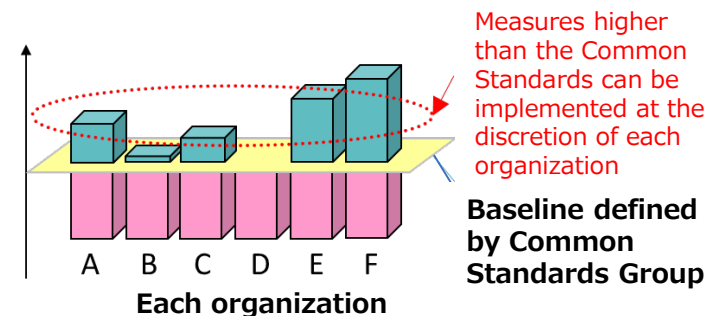 Measures higher
than the Common
Standards can be
implemented at the
discretion of each
organization
Baseline defined
by Common
Standards Group
A B C D E F
Each organization